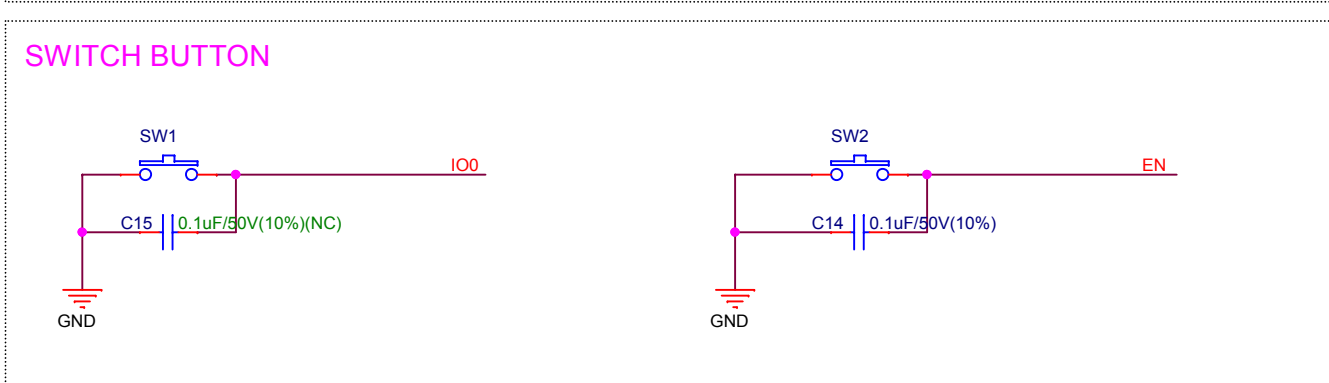 SWITCH BUTTON
SW1
IO0
C15 0.1uF/50V(10%)(NC)
GND
SW2
EN
C14 0.1uF/50V(10%)
GND